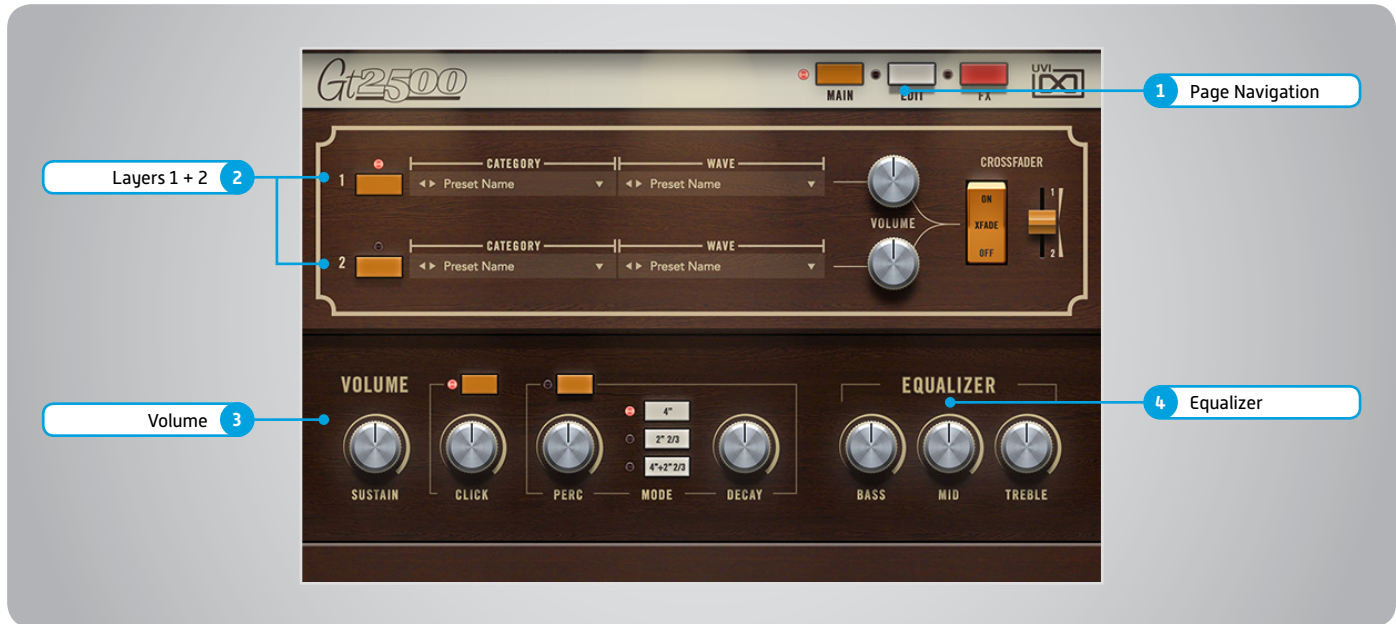 Gt2500
UVI
MAIN
EDIT
FX
1 Page Navigation
Layers 1 + 2 2
1
CATEGORY
WAVE
Preset Name
Preset Name
VOLUME
CROSSFADER
ON
XFADE
OFF
1
2
2
CATEGORY
WAVE
Preset Name
Preset Name
Volume 3
VOLUME
4"
2" 2/3
4"+2" 2/3
SUSTAIN
CLICK
PERC
MODE
DECAY
EQUALIZER
BASS
MID
TREBLE
4 Equalizer